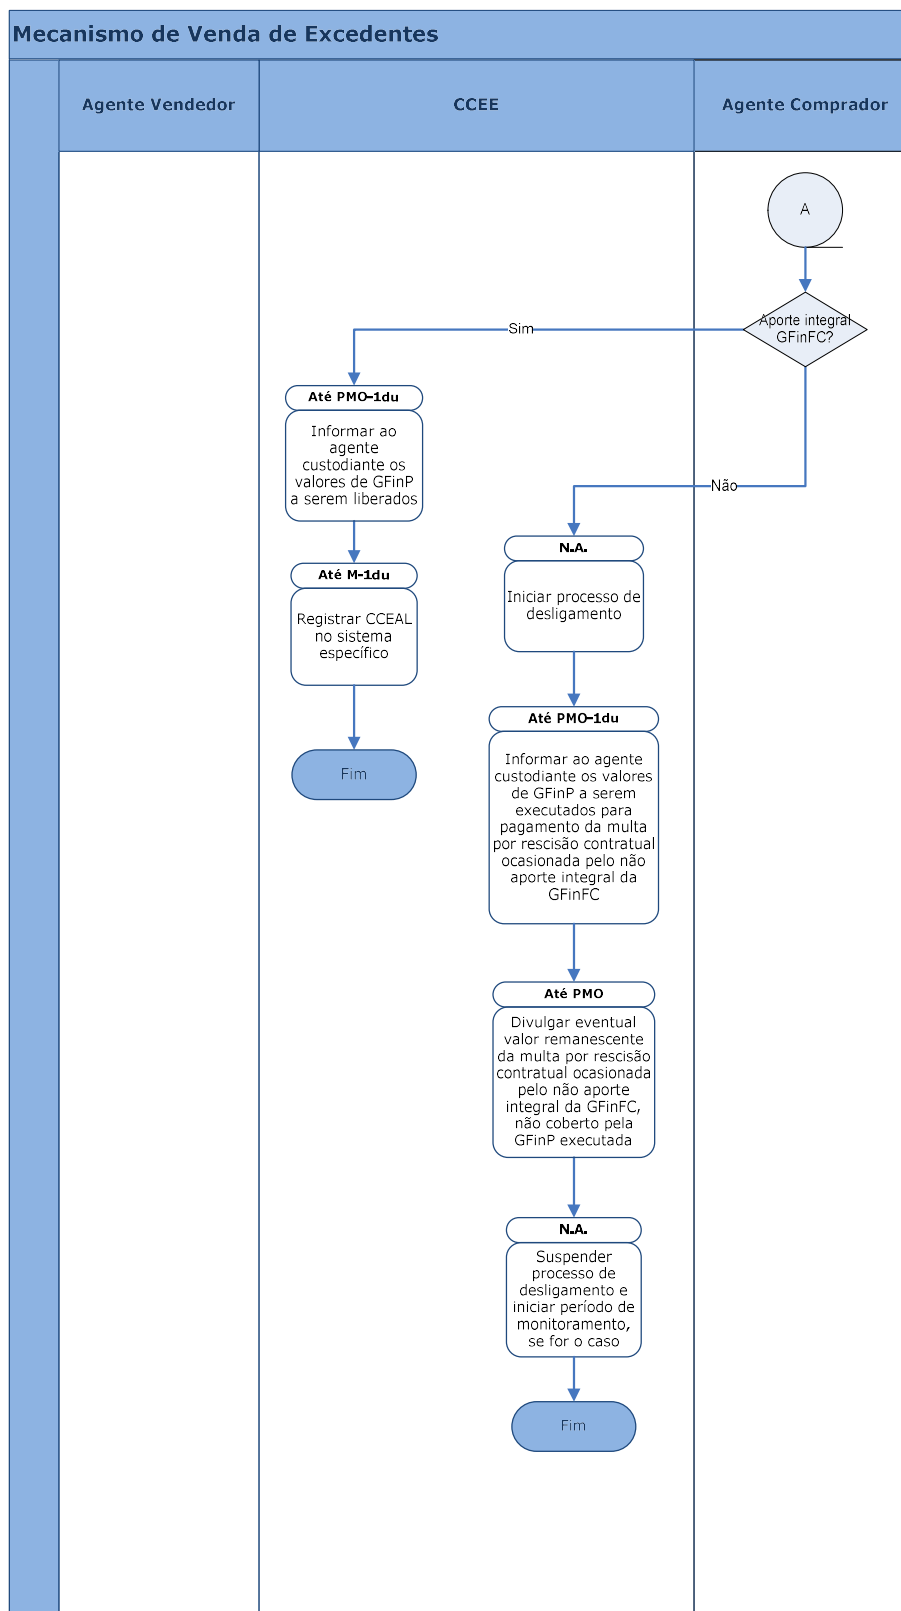 Mecanismo de Venda de Excedentes
Agente Vendedor
CCEE
Agente Comprador
A
Aporte integral
GFinFC?
Sim
Até PMO-1du
Informar ao
agente
custodiante os
valores de GFinP
a serem liberados
Até M-1du
Registrar CCEAL
no sistema
específico
Fim
Não
N.A.
Iniciar processo de
desligamento
Até PMO-1du
Informar ao agente
custodiante os valores
de GFinP a serem
executados para
pagamento da multa
por rescisão contratual
ocasionada pelo não
aporte integral da
GFinFC
Até PMO
Divulgar eventual
valor remanescente
da multa por rescisão
contratual ocasionada
pelo não aporte
integral da GFinFC,
não coberto pela
GFinP executada
N.A.
Suspender
processo de
desligamento e
iniciar período de
monitoramento,
se for o caso
Fim